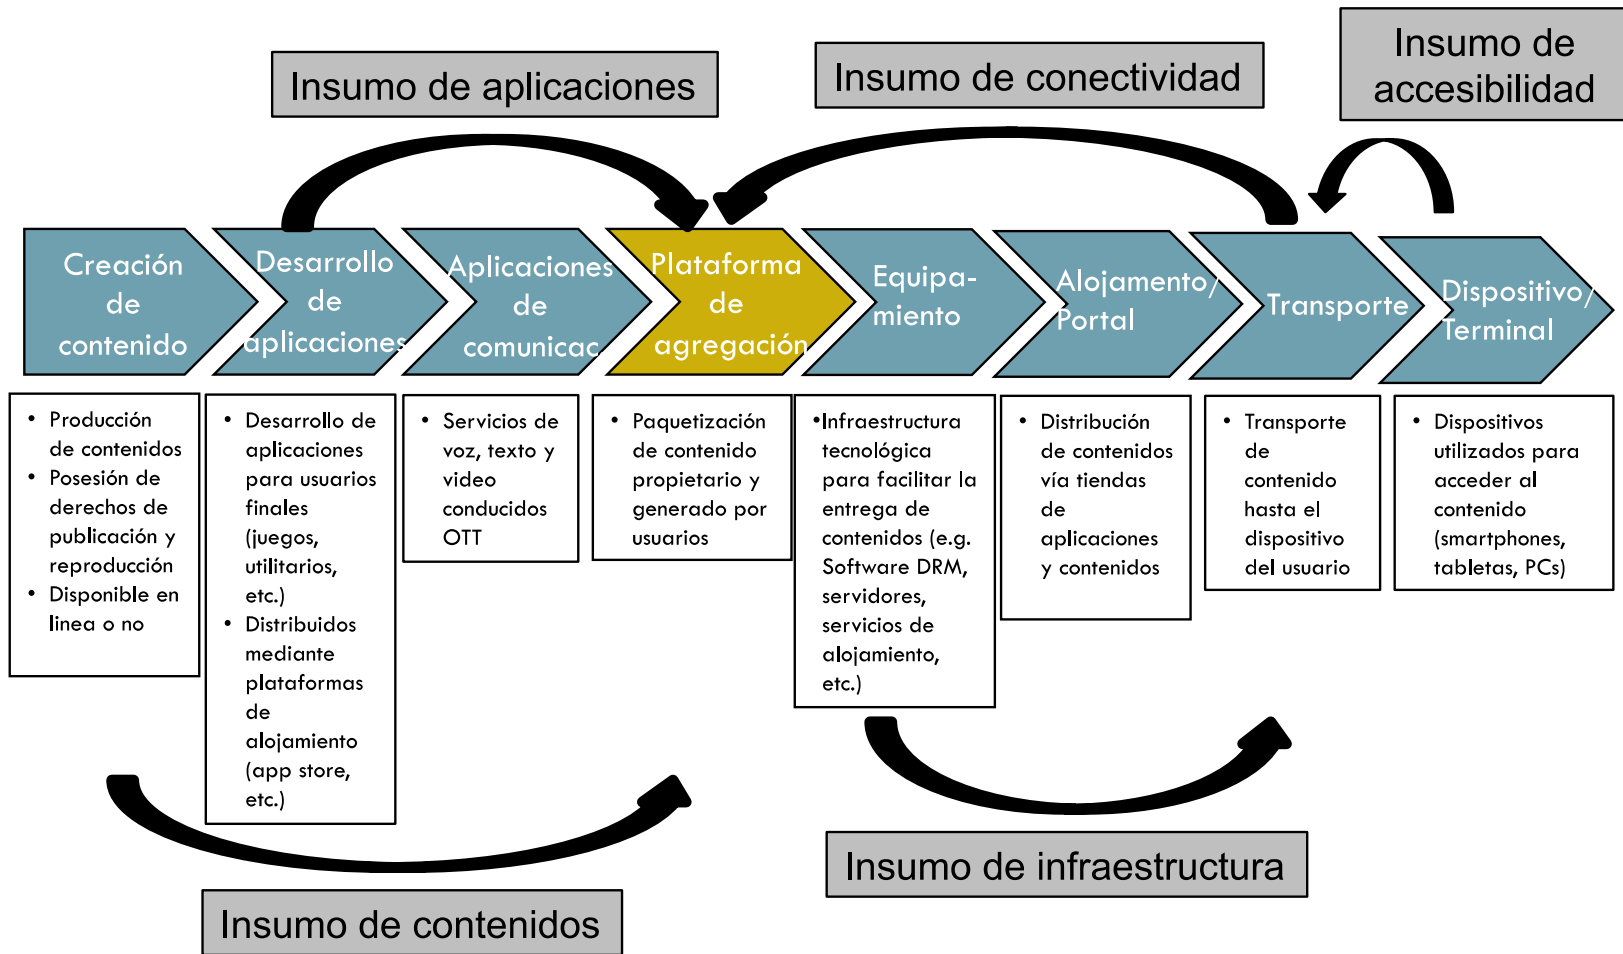 Insumo de aplicaciones
Insumo de conectividad
Insumo de
accesibilidad
Creación
de
contenido
Desarrollo
de
aplicaciones
Aplicaciones
de
comunicac.
Plataforma
de
agregación
Equipa-
miento
Alojamento/
Portal
Transporte
Dispositivo/
Terminal
• Producción
de contenidos
• Posesión de
derechos de
publicación y
reproducción
• Disponible en
linea o no
• Desarrollo de
aplicaciones
para usuarios
finales
(juegos,
utilitarios,
etc.)
• Distribuidos
mediante
plataformas
de
alojamiento
(app store,
etc.)
• Servicios de
voz, texto y
video
conducidos
OTT
• Paquetización
de contenido
propietario y
generado por
usuarios
•Infraestructura
tecnológica
para facilitar la
entrega de
contenidos (e.g.
Software DRM,
servidores,
servicios de
alojamiento,
etc.)
• Distribución
de contenidos
vía tiendas
de
aplicaciones
y contenidos
• Transporte
de
contenido
hasta el
dispositivo
del usuario
• Dispositivos
utilizados para
acceder al
contenido
(smartphones,
tabletas, PCs)
Insumo de infraestructura
Insumo de contenidos